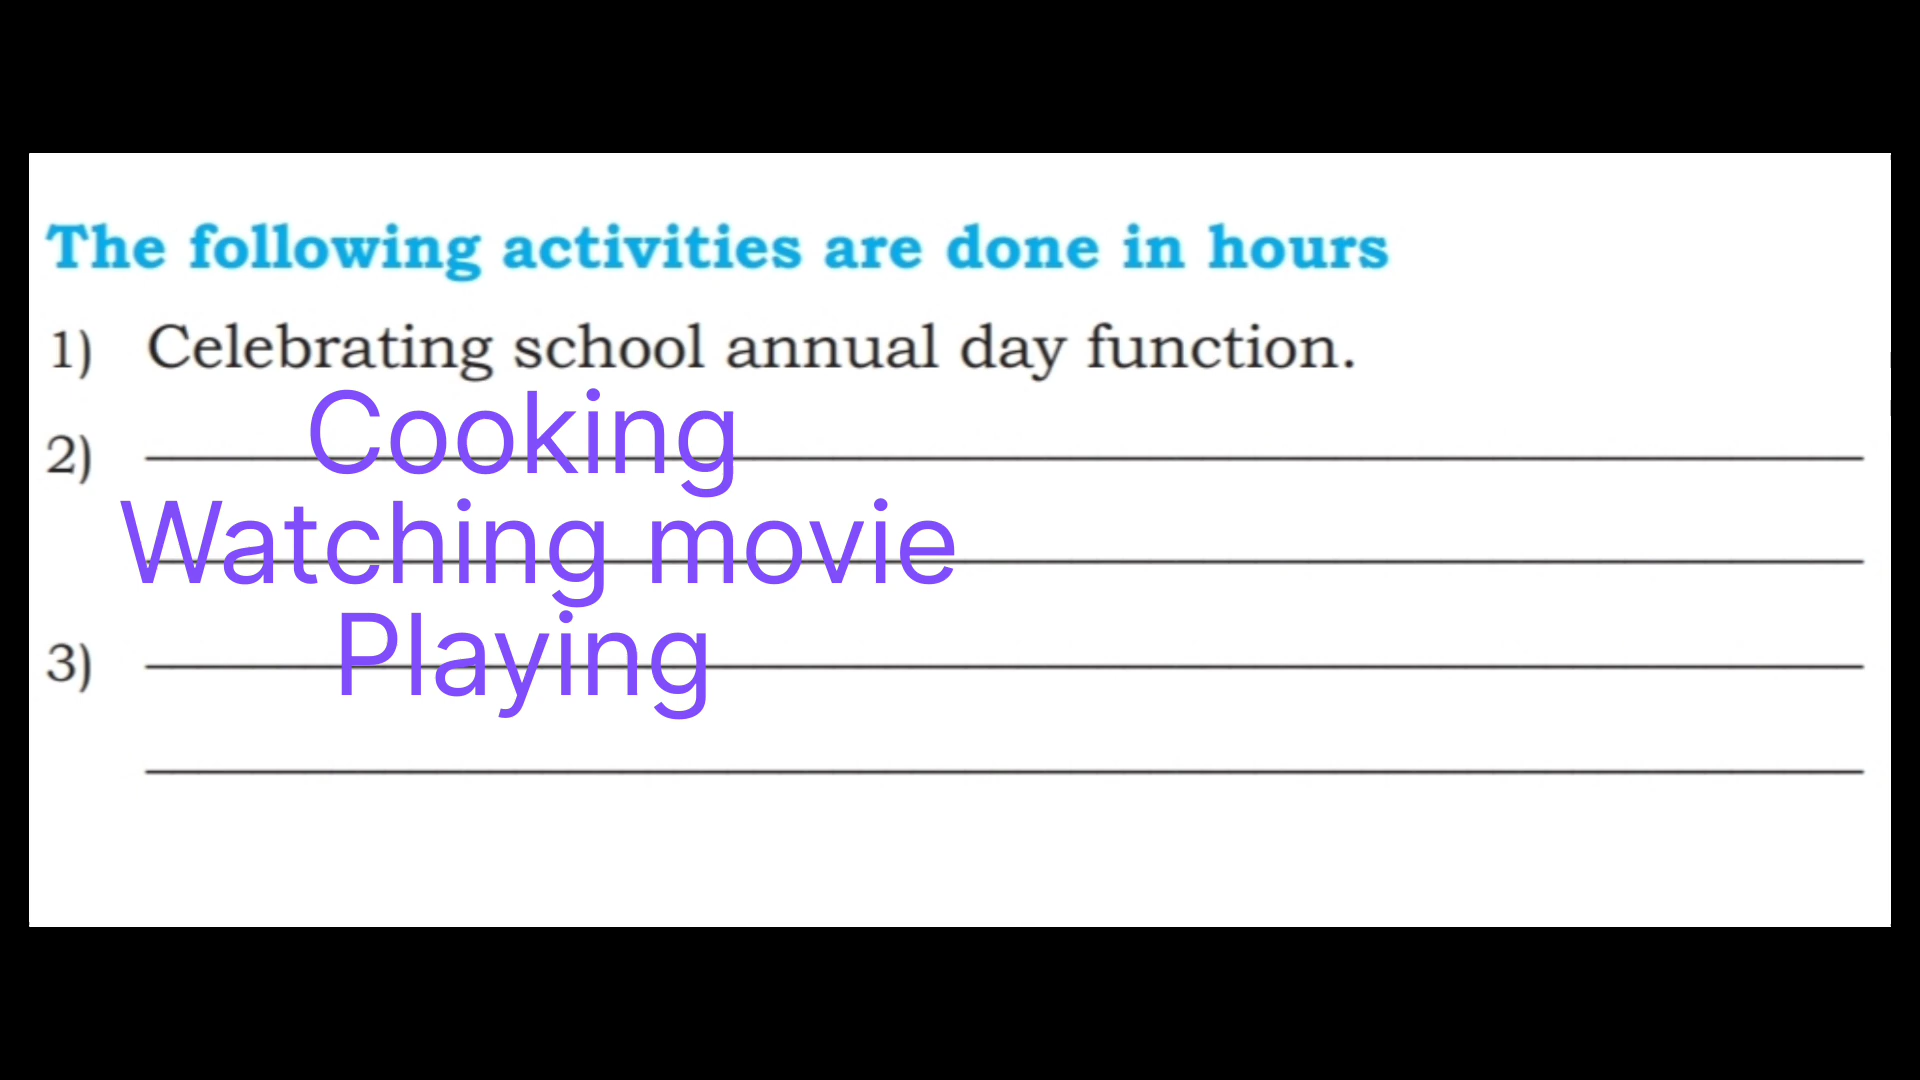 The following activities are done in hours
1) Celebrating school annual day function.
2) Cooking
Watching movie
3) Playing